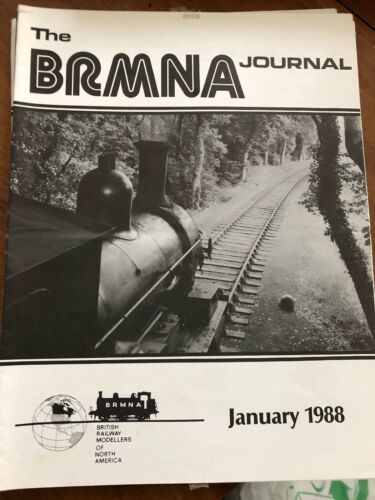 The
BRMNA JOURNAL
BRMNA
BRITISH
RAILWAY
MODELLERS
OF
NORTH
AMERICA
January 1988